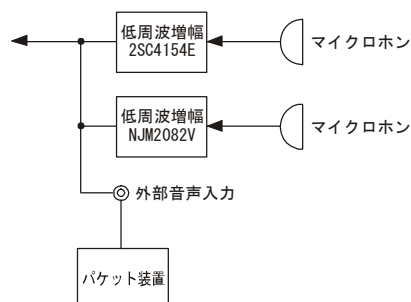 低周波増幅
2SC4154E
マイクロホン
低周波増幅
NJM2082V
マイクロホン
外部音声入力
パケット装置